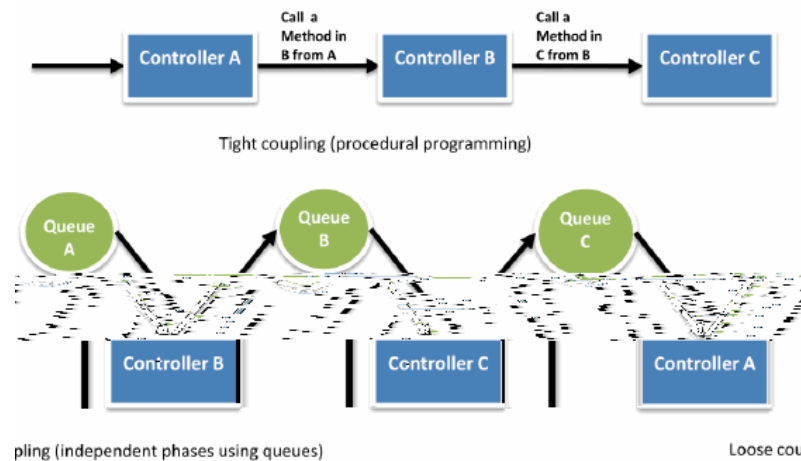 Call a
Method in
B from A
Call a
Method in
C from B
Controller A
Controller B
Controller C
Tight coupling (procedural programming)
Queue
A
Queue
B
Queue
C
Controller B
Controller C
Controller A
pling (independent phases using queues)
Loose cou